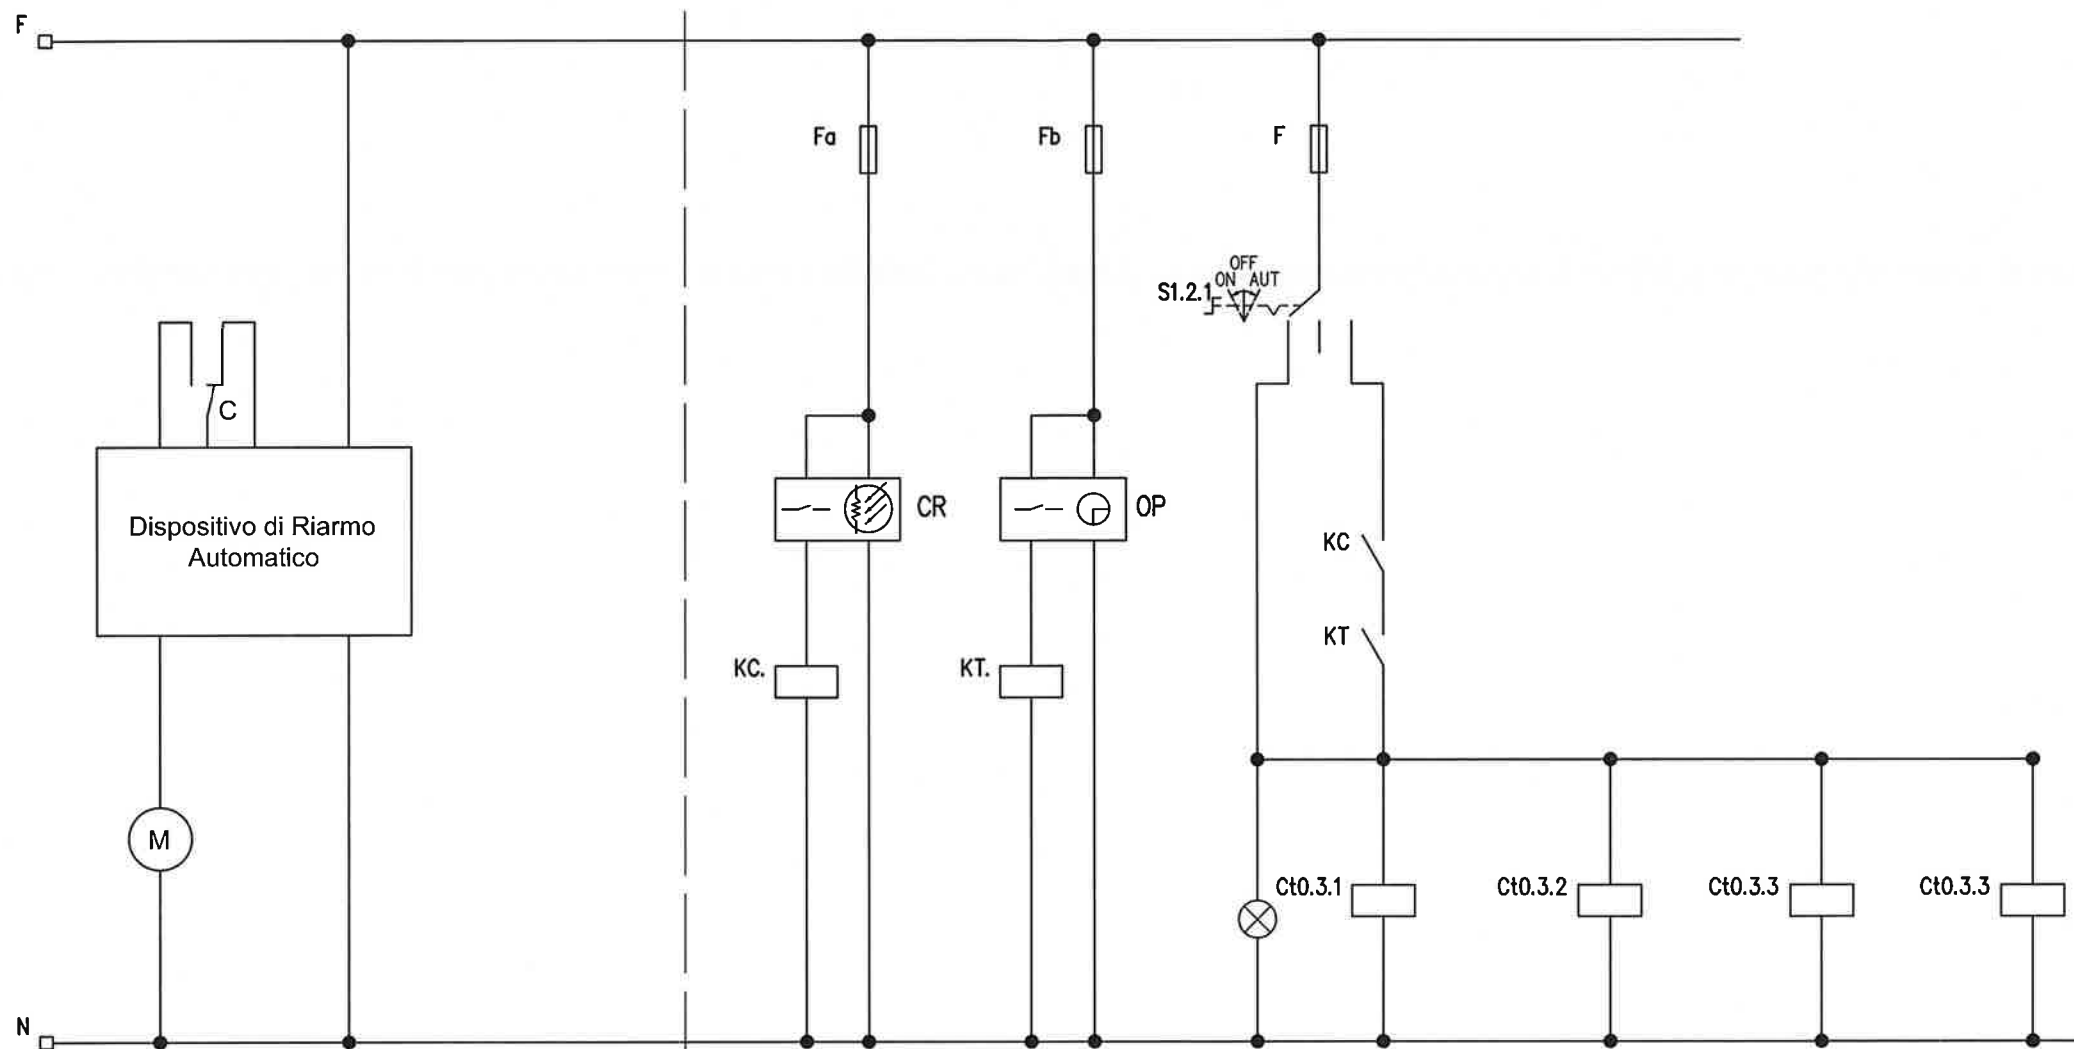 F
Fa
Fb
F
OFF
ON AUT
S1.2.1
C
Dispositivo di Riarmo
Automatico
CR
OP
KC
KT
KC.
KT.
M
Ct0.3.1
Ct0.3.2
Ct0.3.3
Ct0.3.3
N